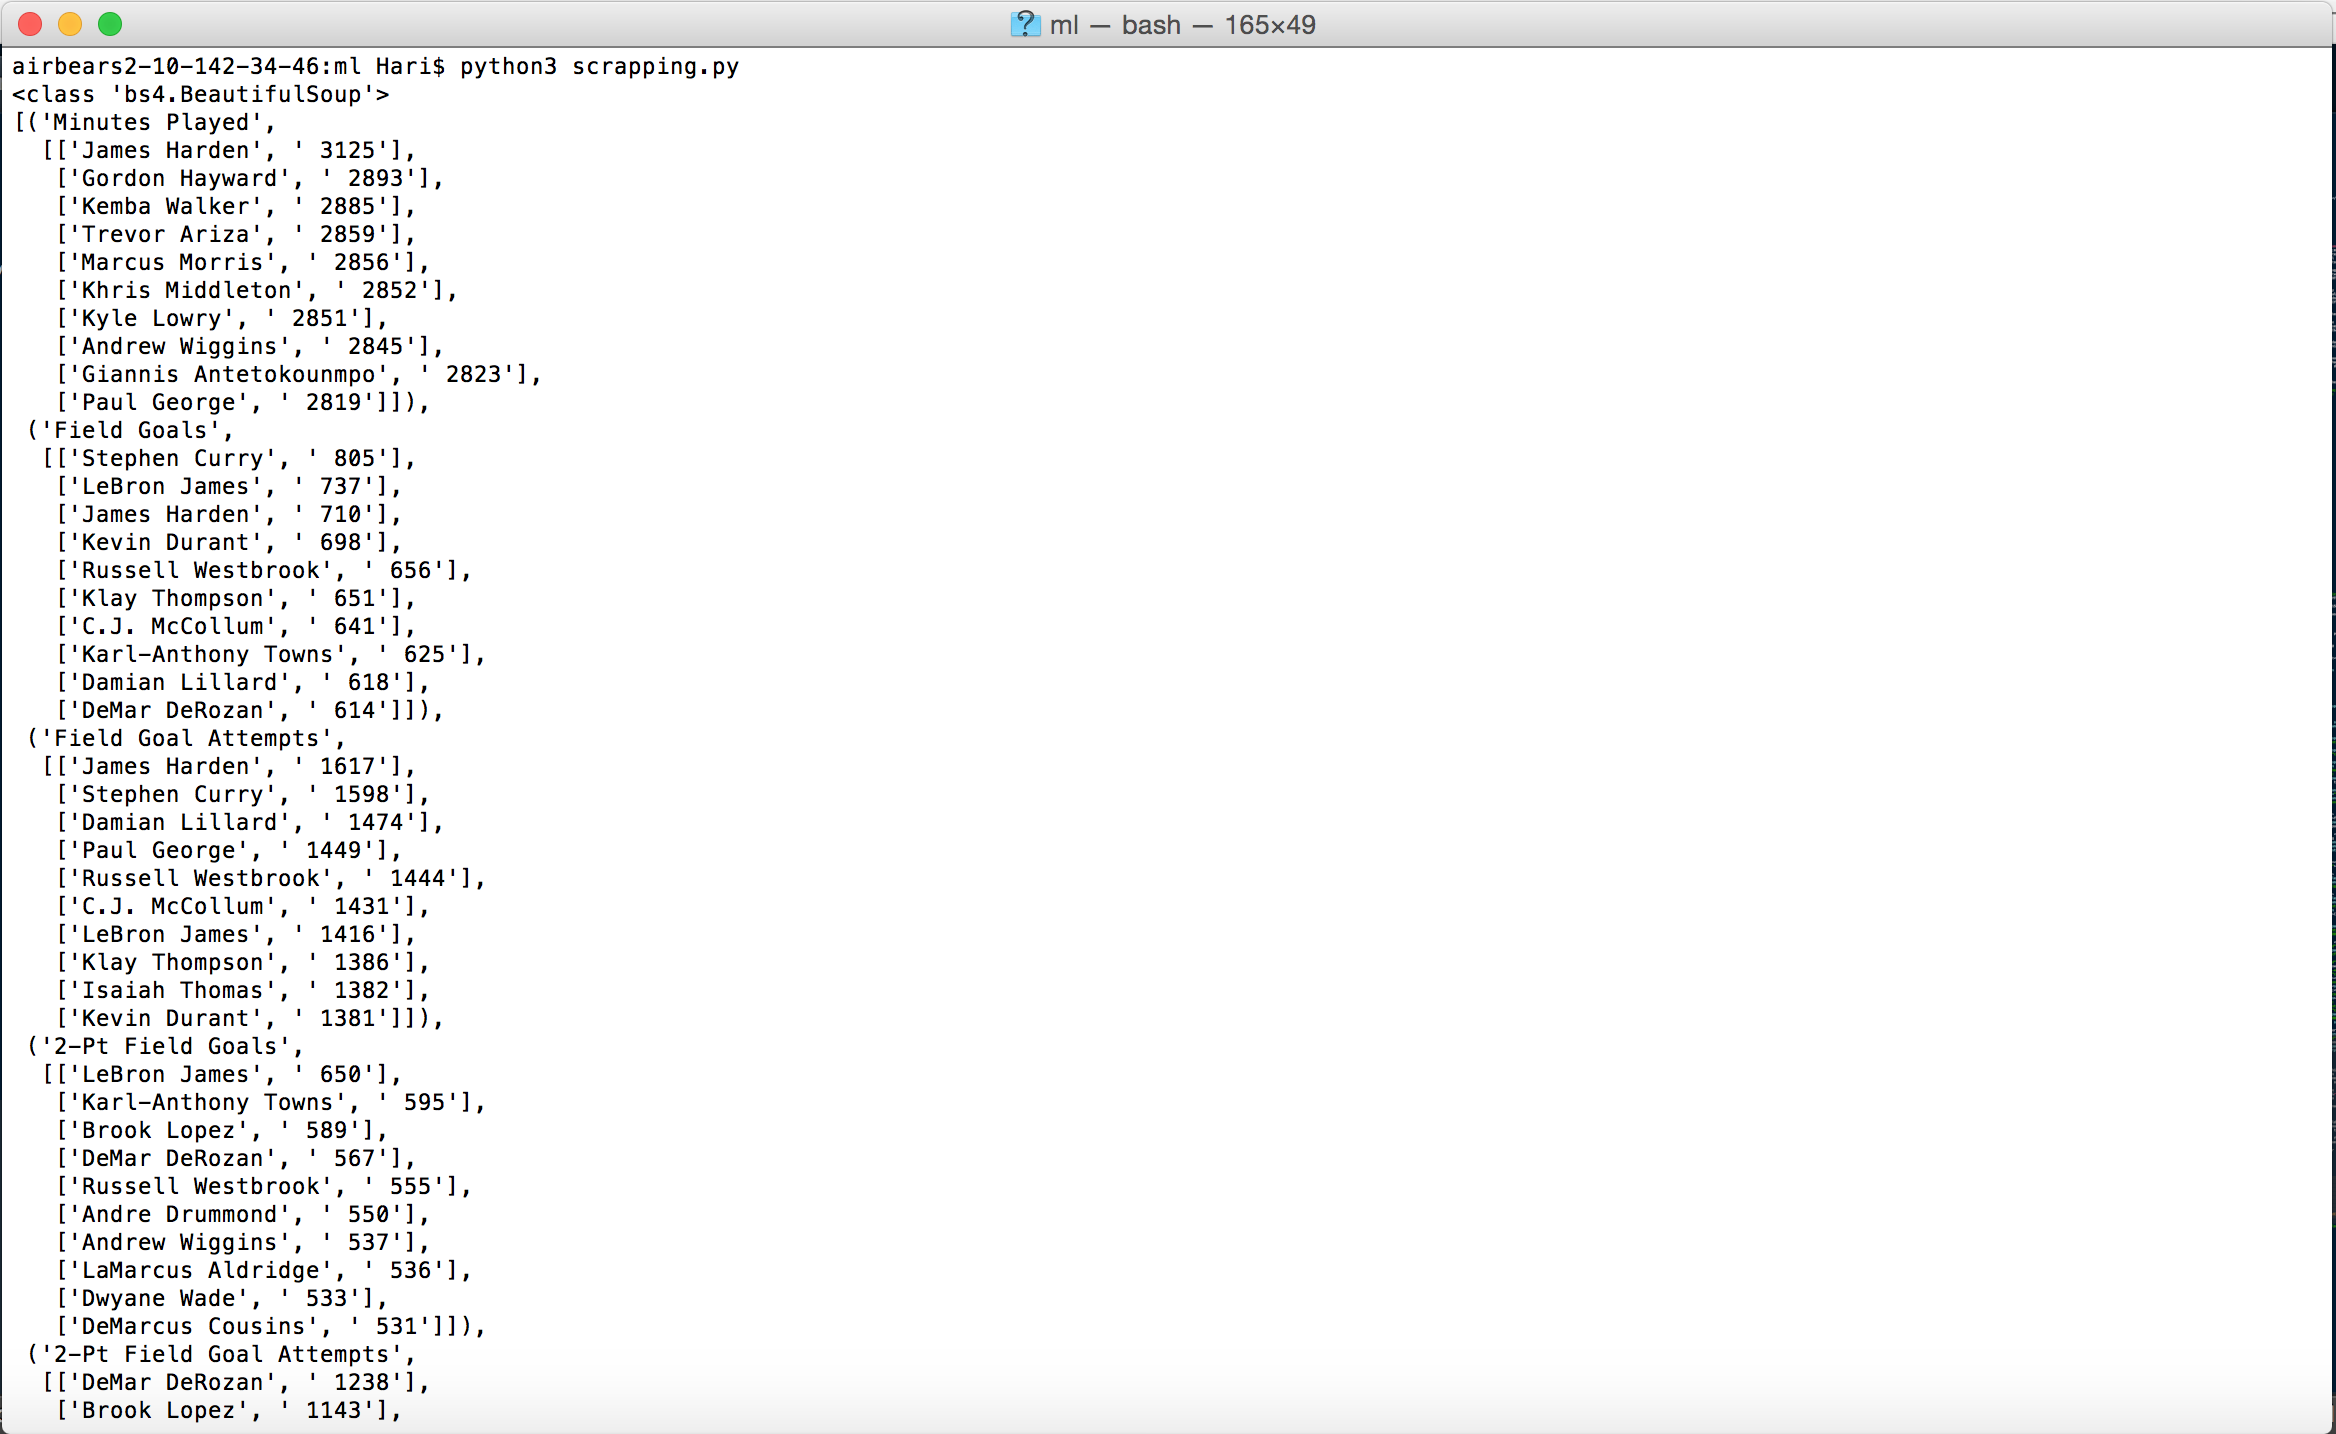 ml — bash — 165×49
airbears2-10-142-34-46:ml Hari$ python3 scrapping.py
<class 'bs4.BeautifulSoup'>
[('Minutes Played',
  [['James Harden', ' 3125'],
   ['Gordon Hayward', ' 2893'],
   ['Kemba Walker', ' 2885'],
   ['Trevor Ariza', ' 2859'],
   ['Marcus Morris', ' 2856'],
   ['Khris Middleton', ' 2852'],
   ['Kyle Lowry', ' 2851'],
   ['Andrew Wiggins', ' 2845'],
   ['Giannis Antetokounmpo', ' 2823'],
   ['Paul George', ' 2819']]),
 ('Field Goals',
  [['Stephen Curry', ' 805'],
   ['LeBron James', ' 737'],
   ['James Harden', ' 710'],
   ['Kevin Durant', ' 698'],
   ['Russell Westbrook', ' 656'],
   ['Klay Thompson', ' 651'],
   ['C.J. McCollum', ' 641'],
   ['Karl-Anthony Towns', ' 625'],
   ['Damian Lillard', ' 618'],
   ['DeMar DeRozan', ' 614']]),
 ('Field Goal Attempts',
  [['James Harden', ' 1617'],
   ['Stephen Curry', ' 1598'],
   ['Damian Lillard', ' 1474'],
   ['Paul George', ' 1449'],
   ['Russell Westbrook', ' 1444'],
   ['C.J. McCollum', ' 1431'],
   ['LeBron James', ' 1416'],
   ['Klay Thompson', ' 1386'],
   ['Isaiah Thomas', ' 1382'],
   ['Kevin Durant', ' 1381']]),
 ('2-Pt Field Goals',
  [['LeBron James', ' 650'],
   ['Karl-Anthony Towns', ' 595'],
   ['Brook Lopez', ' 589'],
   ['DeMar DeRozan', ' 567'],
   ['Russell Westbrook', ' 555'],
   ['Andre Drummond', ' 550'],
   ['Andrew Wiggins', ' 537'],
   ['LaMarcus Aldridge', ' 536'],
   ['Dwyane Wade', ' 533'],
   ['DeMarcus Cousins', ' 531']]),
 ('2-Pt Field Goal Attempts',
  [['DeMar DeRozan', ' 1238'],
   ['Brook Lopez', ' 1143'],